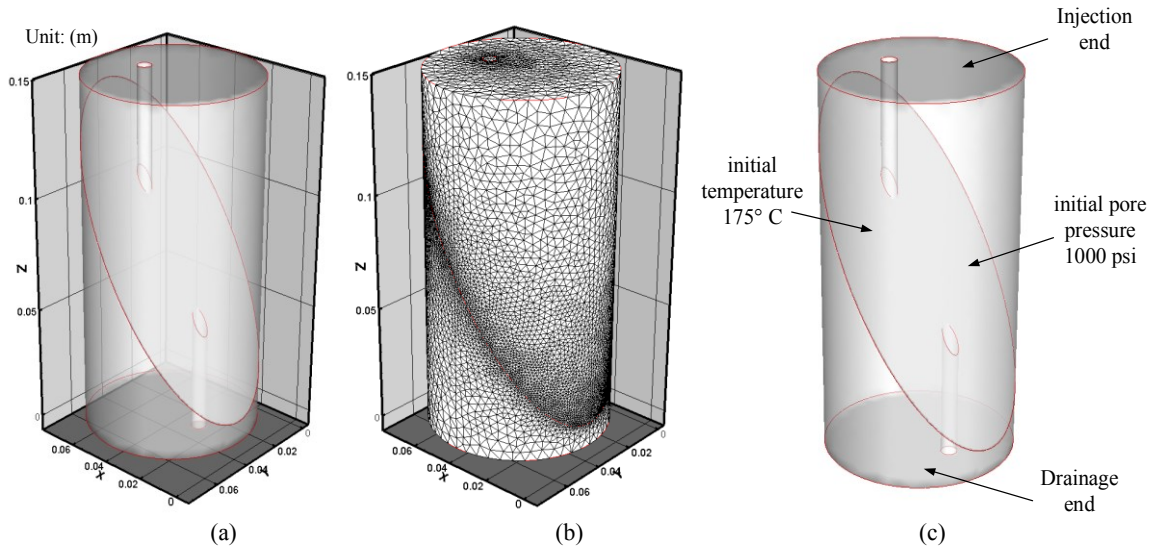 Unit: (m)
0.15
0.1
0.05
0
Z
0.06
0.04
0.02
0
X
0.06
0.04
0.02
0
Y
(a)
0.15
0.1
0.05
0
Z
0.06
0.04
0.02
0
X
0.06
0.04
0.02
0
Y
(b)
Injection
end
initial
temperature
175° C
initial pore
pressure
1000 psi
Drainage
end
(c)